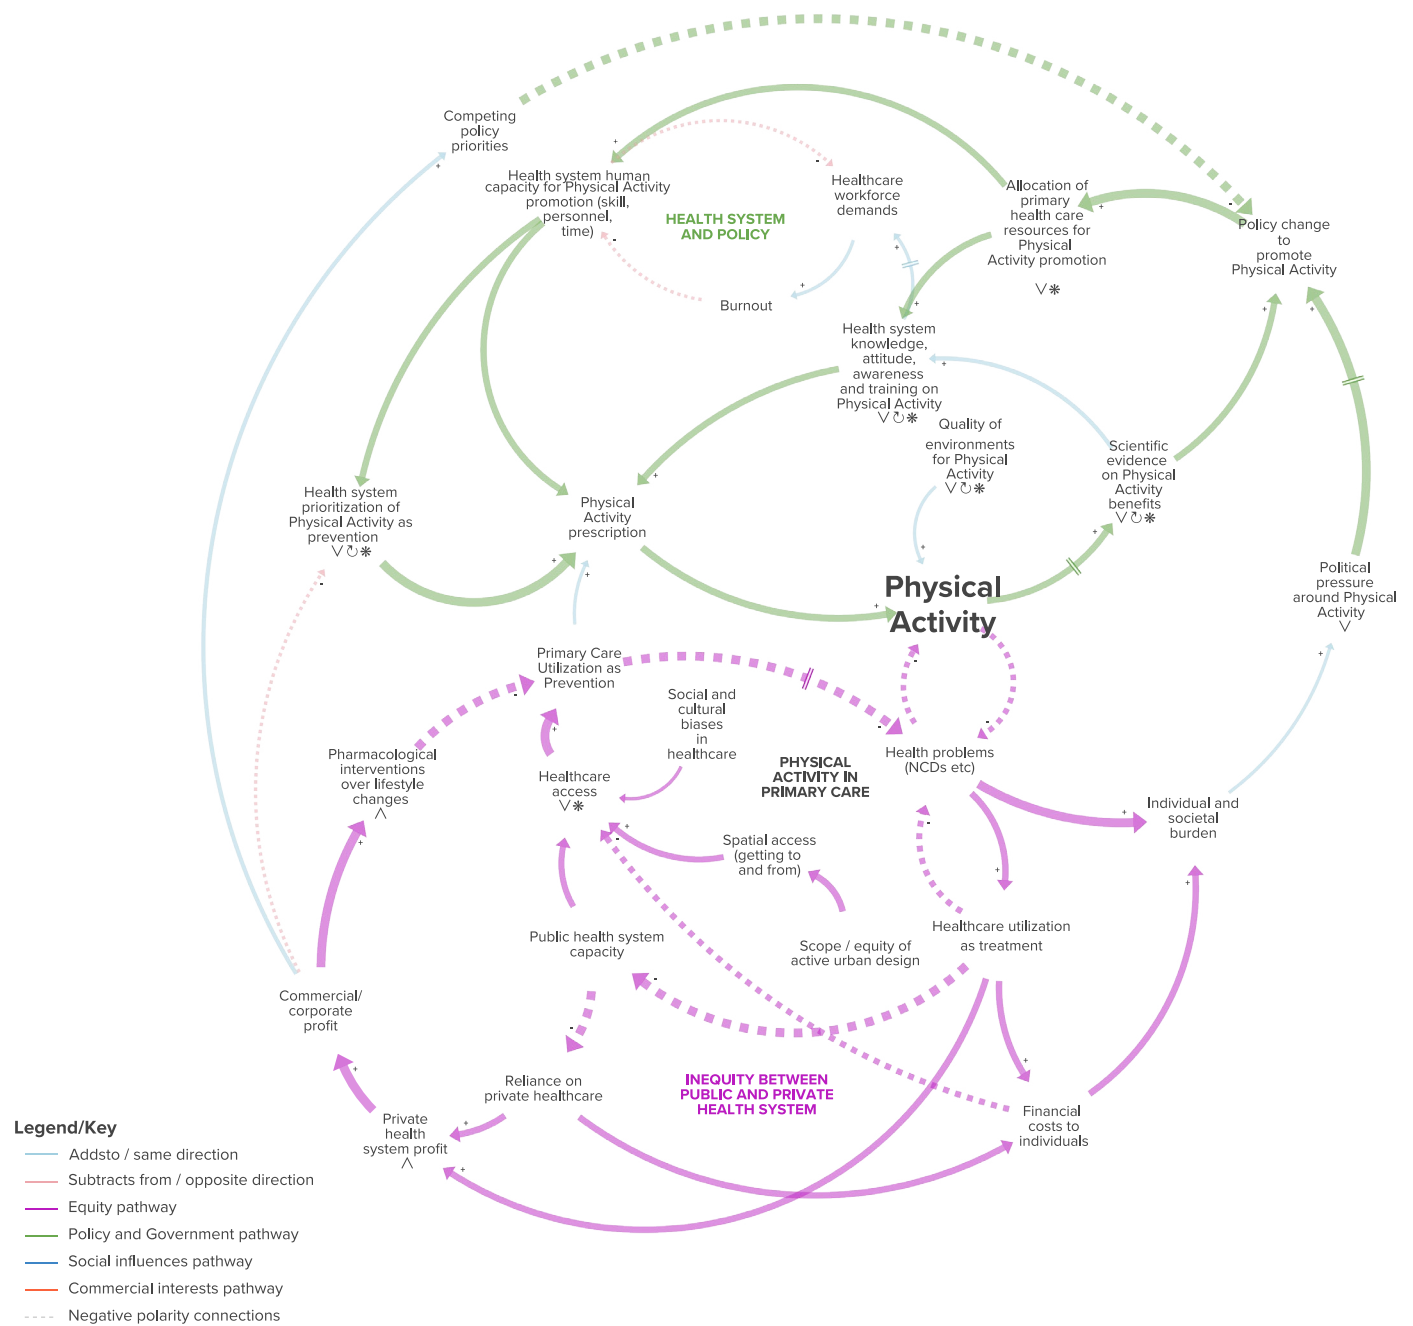 Competing
policy
priorities
Health system human
capacity for Physical Activity
promotion (skill,
personnel,
time)
HEALTH SYSTEM
AND POLICY
Healthcare
workforce
demands
Burnout
Allocation of
primary
health care
resources for
Physical
Activity promotion
Policy change
to
promote
Physical Activity
Health system
knowledge,
attitude,
awareness
and training on
Physical Activity
Quality of
environments
for Physical
Activity
Scientific
evidence
on Physical
Activity
benefits
Health system
prioritization of
Physical Activity as
prevention
Physical
Activity
prescription
Physical
Activity
Political
pressure
around Physical
Activity
Primary Care
Utilization as
Prevention
Social and
cultural
biases
in
healthcare
Pharmacological
interventions
over lifestyle
changes
Healthcare
access
PHYSICAL
ACTIVITY IN
PRIMARY CARE
Health problems
(NCDs etc)
Individual and
societal
burden
Spatial access
(getting to
and from)
Public health system
capacity
Scope / equity of
active urban design
Healthcare utilization
as treatment
Commercial/
corporate
profit
Reliance on
private healthcare
INEQUITY BETWEEN
PUBLIC AND PRIVATE
HEALTH SYSTEM
Private
health
system profit
Financial
costs to
individuals
Legend/Key
Addsto / same direction
Subtracts from / opposite direction
Equity pathway
Policy and Government pathway
Social influences pathway
Commercial interests pathway
Negative polarity connections